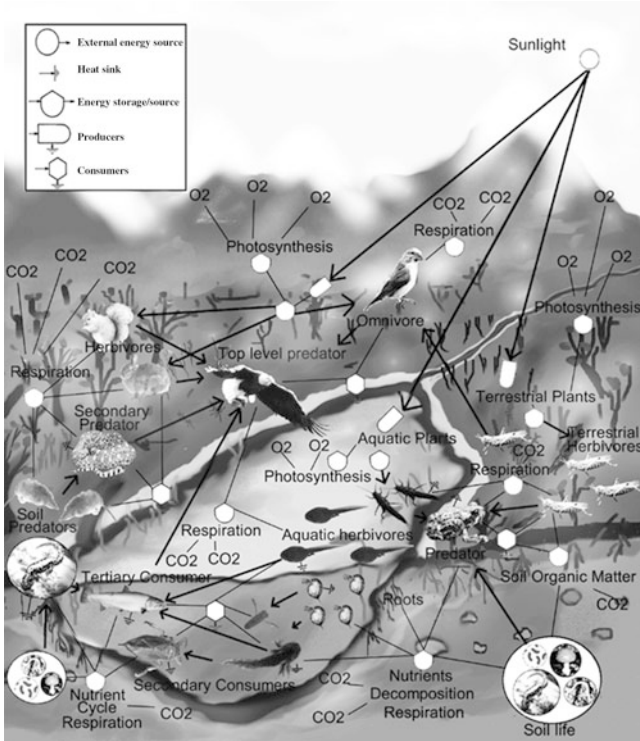 External energy source
Heat sink
Energy storage/source
Producers
Consumers
Sunlight
O2
O2
O2
Photosynthesis
CO2
CO2
Respiration
O2
O2
O2
Photosynthesis
CO2
CO2
CO2
Herbivores
Respiration
Omnivore
Top level predator
Secondary
Predator
Terrestrial Plants
Terrestrial
Herbivores
Aquatic Plants
O2
O2
Photosynthesis
CO2
Respiration
Soil
Predators
Respiration
CO2
CO2
Aquatic herbivores
Predator
Tertiary Consumer
Soil Organic Matter
CO2
Roots
Secondary Consumers
Nutrient
Cycle
Respiration
CO2
Nutrients
Decomposition
Respiration
CO2
CO2
Soil life